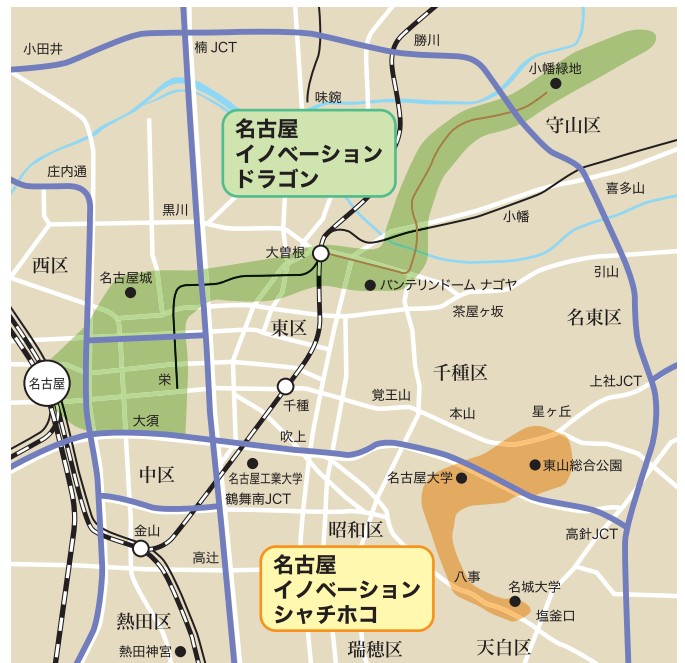 小田井
楠JCT
勝川
小幡緑地
味鋺
守山区
名古屋
イノベーション
ドラゴン
庄内通
喜多山
黒川
小幡
大曽根
西区
名古屋城
バンテリンドーム ナゴヤ
引山
茶屋ヶ坂
東区
名東区
千種区
名古屋
栄
上社JCT
覚王山
千種
本山
星ヶ丘
大須
吹上
中区
名古屋工業大学
名古屋大学
東山総合公園
鶴舞南JCT
金山
昭和区
高針JCT
高辻
名古屋
イノベーション
シャチホコ
八事
名城大学
塩釜口
熱田区
熱田神宮
瑞穂区
天白区